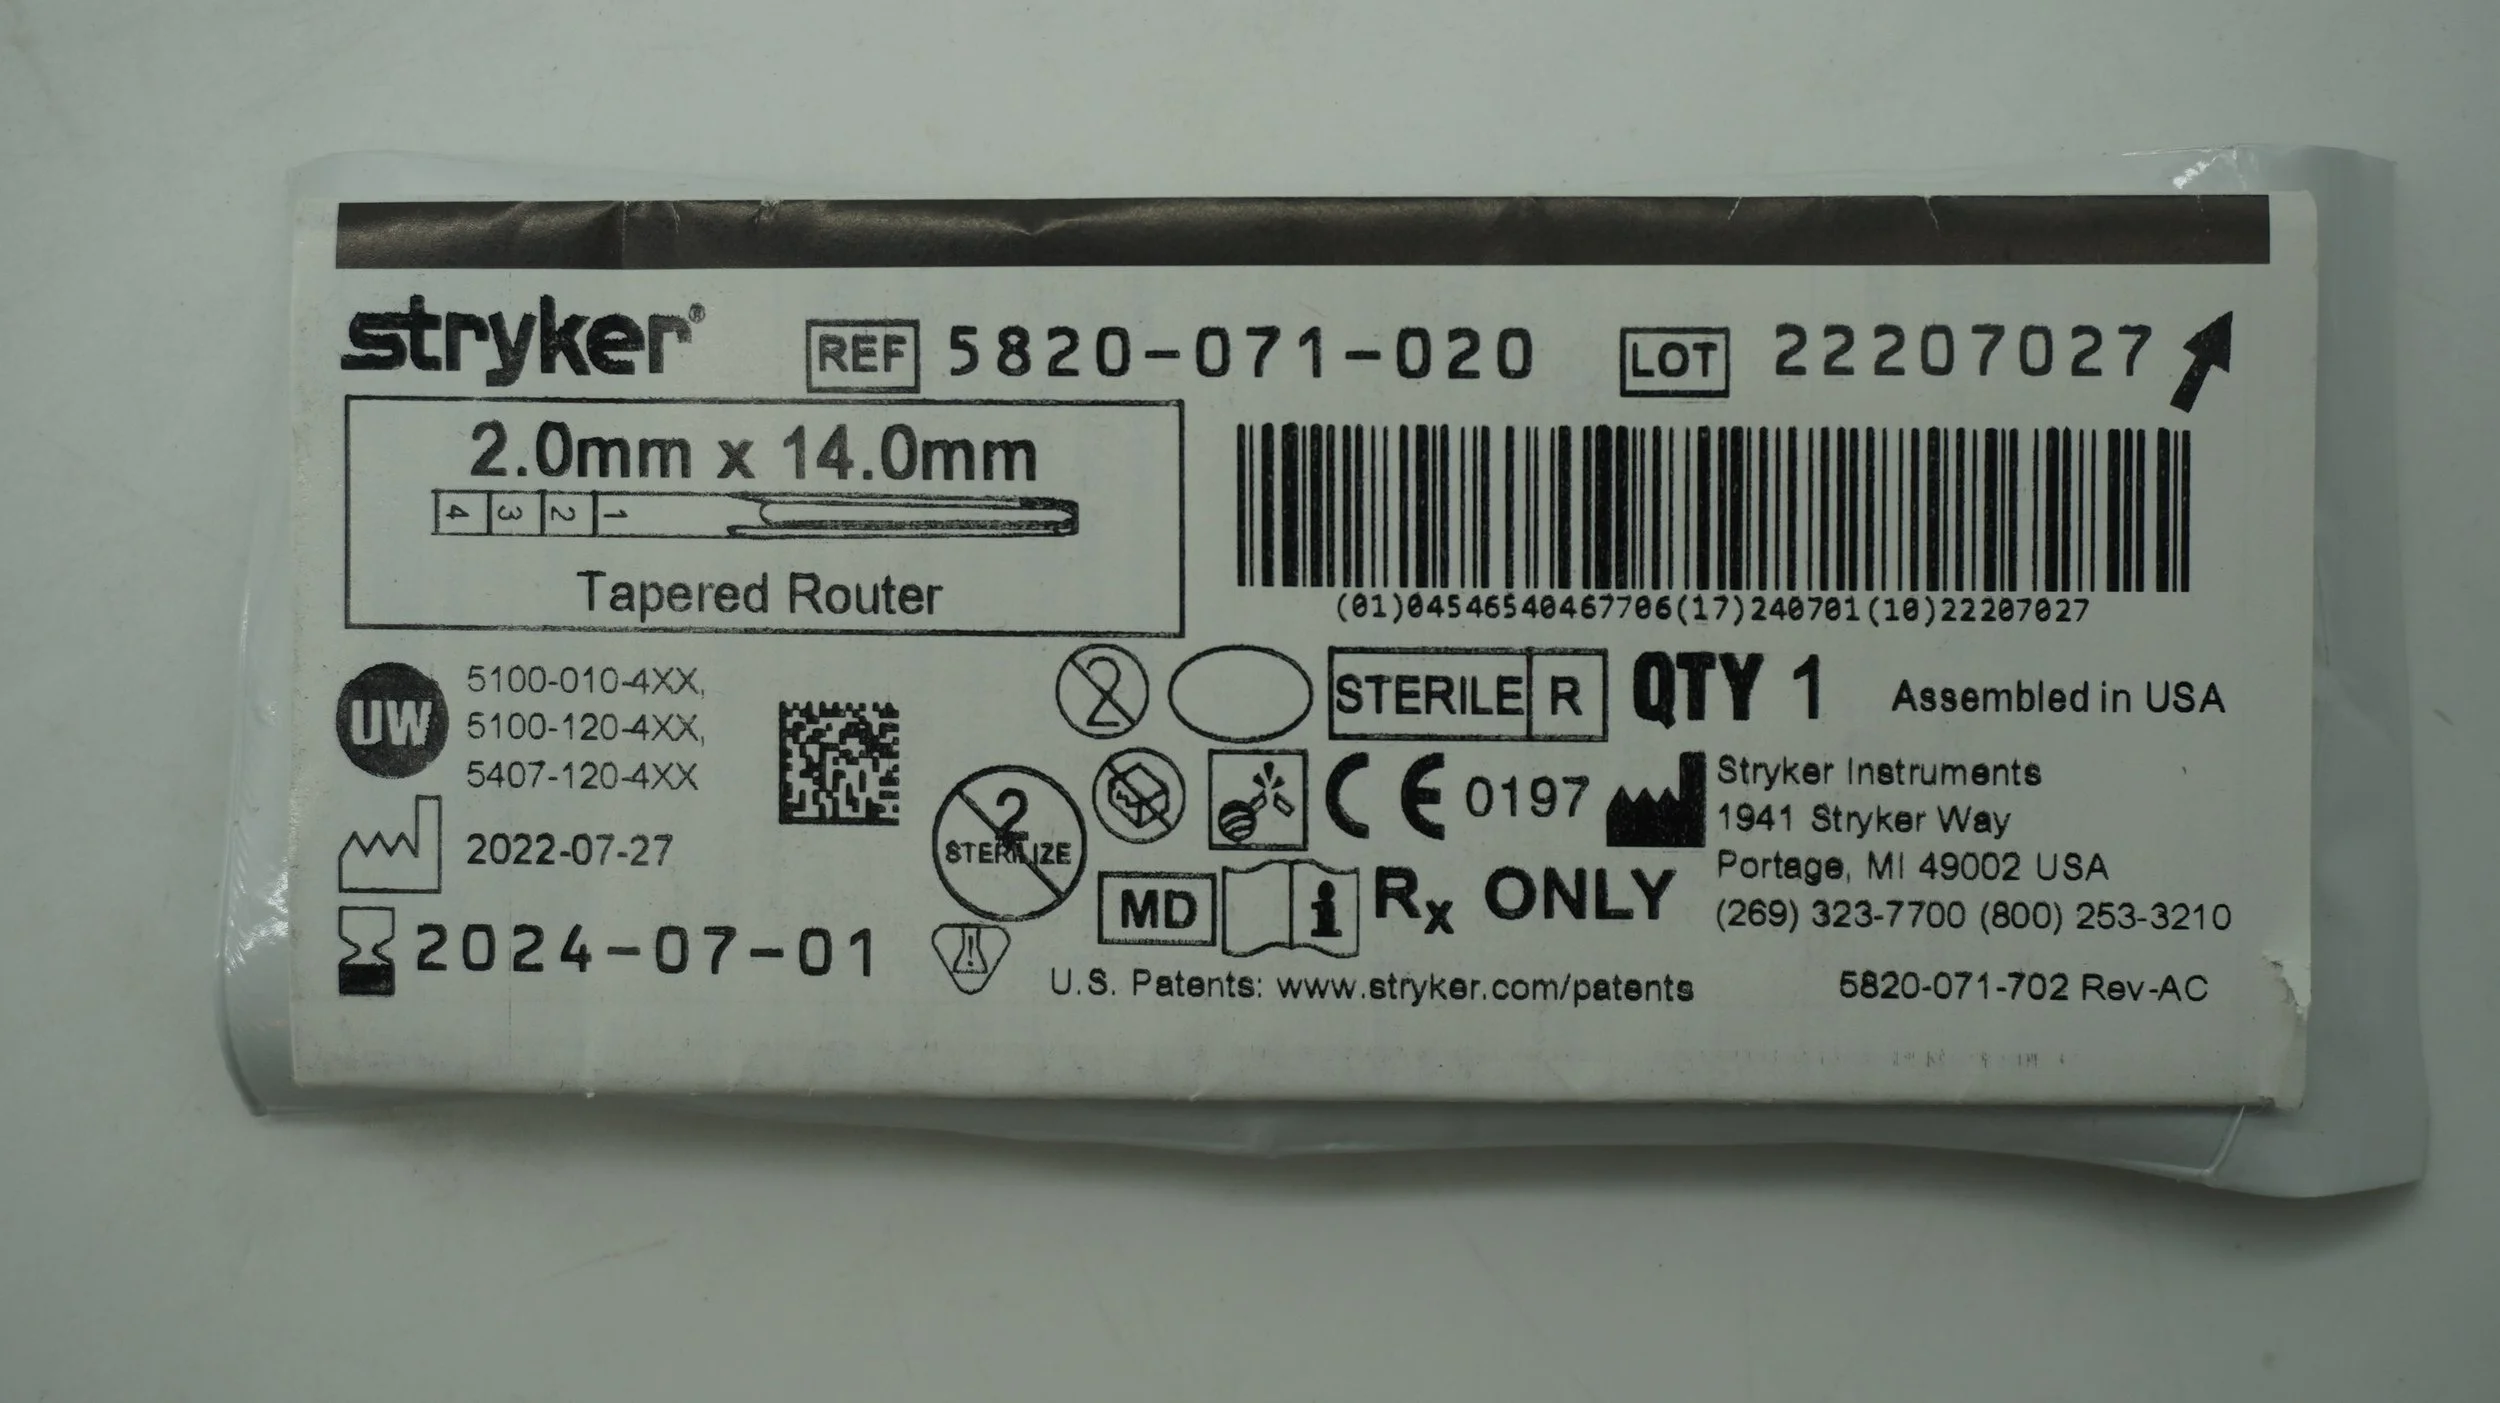 stryker®
REF 5820-071-020
LOT 22207027
2.0mm x 14.0mm
4 3 2 1
Tapered Router
(01)04546540467706(17)240701(10)22207027
UW
5100-010-4XX,
5100-120-4XX,
5407-120-4XX
2022-07-27
2024-07-01
2
STERILE R
QTY 1
Assembled in USA
2
STERILIZE
CE 0197
MD
i
Rx ONLY
Stryker Instruments
1941 Stryker Way
Portage, MI 49002 USA
(269) 323-7700 (800) 253-3210
U.S. Patents: www.stryker.com/patents
5820-071-702 Rev-AC